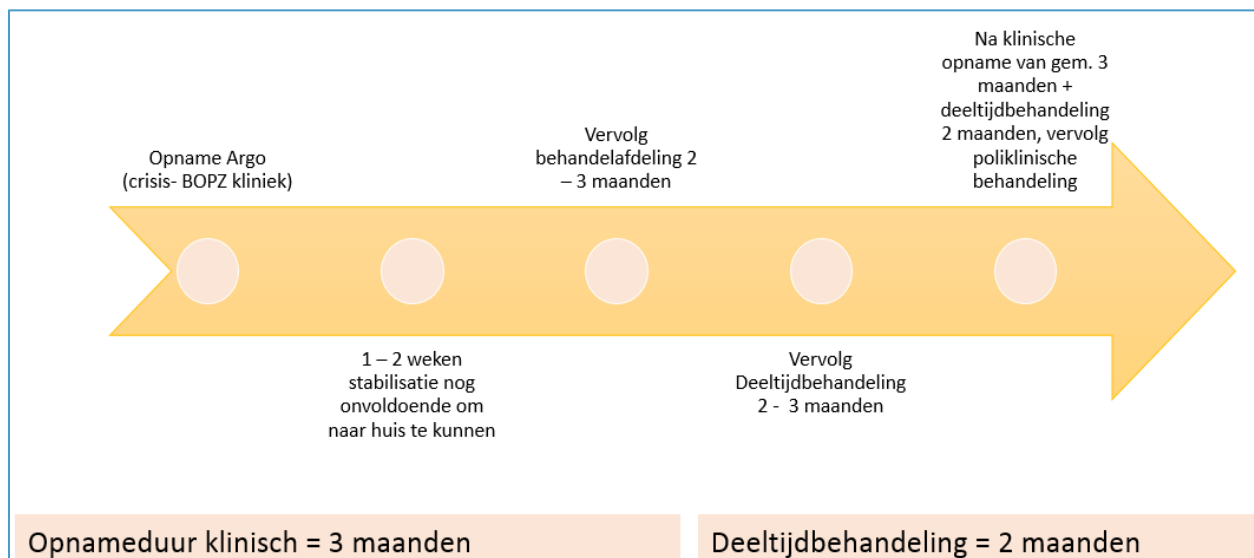 Opname Argo
(crisis- BOPZ kliniek)
1 – 2 weken
stabilisatie nog
onvoldoende om
naar huis te kunnen
Vervolg
behandelafdeling 2
– 3 maanden
Vervolg
Deeltijdbehandeling
2 - 3 maanden
Na klinische
opname van gem. 3
maanden +
deeltijdbehandeling
2 maanden, vervolg
poliklinische
behandeling
Opnameduur klinisch = 3 maanden
Deeltijdbehandeling = 2 maanden